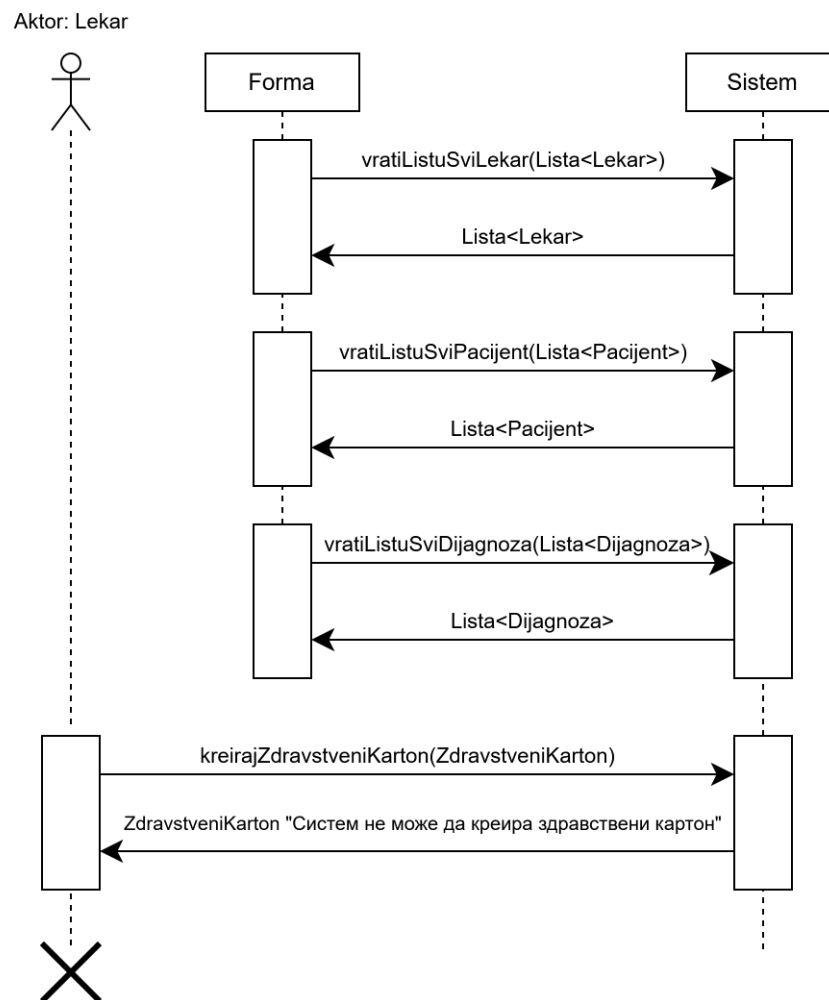 Aktor: Lekar
Forma
Sistem
vratiListuSviLekar(Lista<Lekar>)
Lista<Lekar>
vratiListuSviPacijent(Lista<Pacijent>)
Lista<Pacijent>
vratiListuSviDijagnoza(Lista<Dijagnoza>)
Lista<Dijagnoza>
kreirajZdravstveniKarton(ZdravstveniKarton)
ZdravstveniKarton "Систем не може да креира здравствени картон"